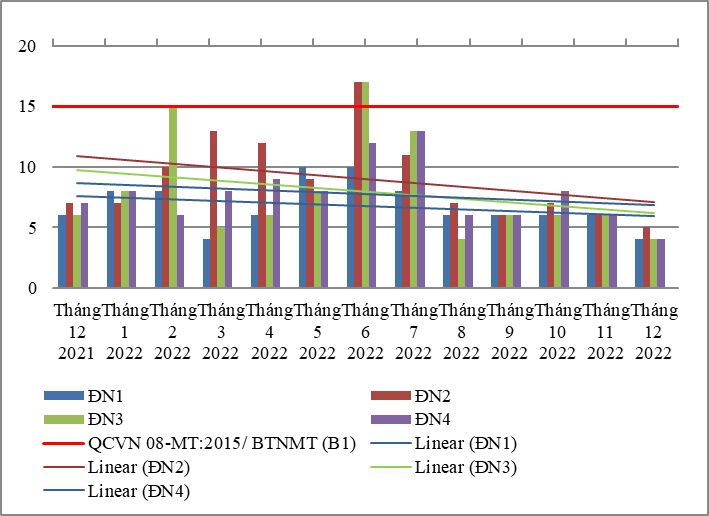 20
15
10
5
0
Tháng 12 2021
Tháng 1 2022
Tháng 2 2022
Tháng 3 2022
Tháng 4 2022
Tháng 5 2022
Tháng 6 2022
Tháng 7 2022
Tháng 8 2022
Tháng 9 2022
Tháng 10 2022
Tháng 11 2022
Tháng 12 2022
ĐN1
ĐN2
ĐN3
ĐN4
QCVN 08-MT:2015/ BTNMT (B1)
Linear (ĐN1)
Linear (ĐN2)
Linear (ĐN3)
Linear (ĐN4)